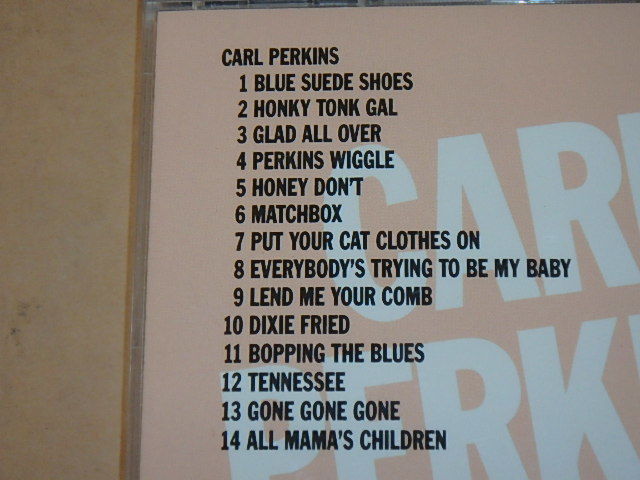 CARL PERKINS
1 BLUE SUEDE SHOES
2 HONKY TONK GAL
3 GLAD ALL OVER
4 PERKINS WIGGLE
5 HONEY DON'T
6 MATCHBOX
7 PUT YOUR CAT CLOTHES ON
8 EVERYBODY'S TRYING TO BE MY BABY
9 LEND ME YOUR COMB
10 DIXIE FRIED
11 BOPPING THE BLUES
12 TENNESSEE
13 GONE GONE GONE
14 ALL MAMA'S CHILDREN
CAR
PERK